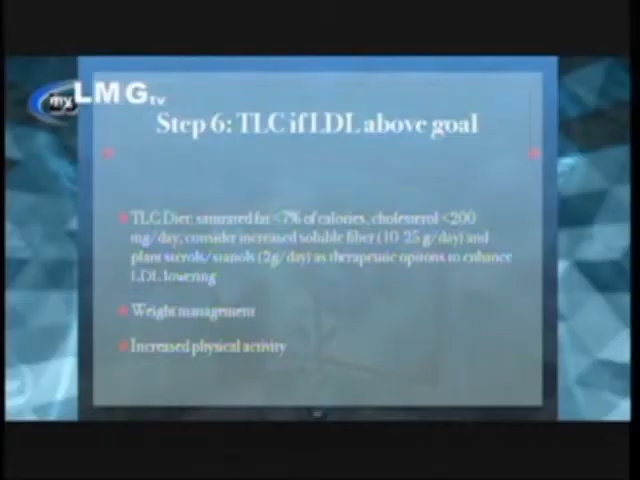 my LMGtv
Step 6: TLC if LDL above goal
TLC Diet: saturated fat <7% of calories, cholesterol <200
mg/day, consider increased soluble fiber (10-25 g/day) and
plant sterols/stanols (2g/day) as therapeutic options to enhance
LDL lowering
Weight management
Increased physical activity